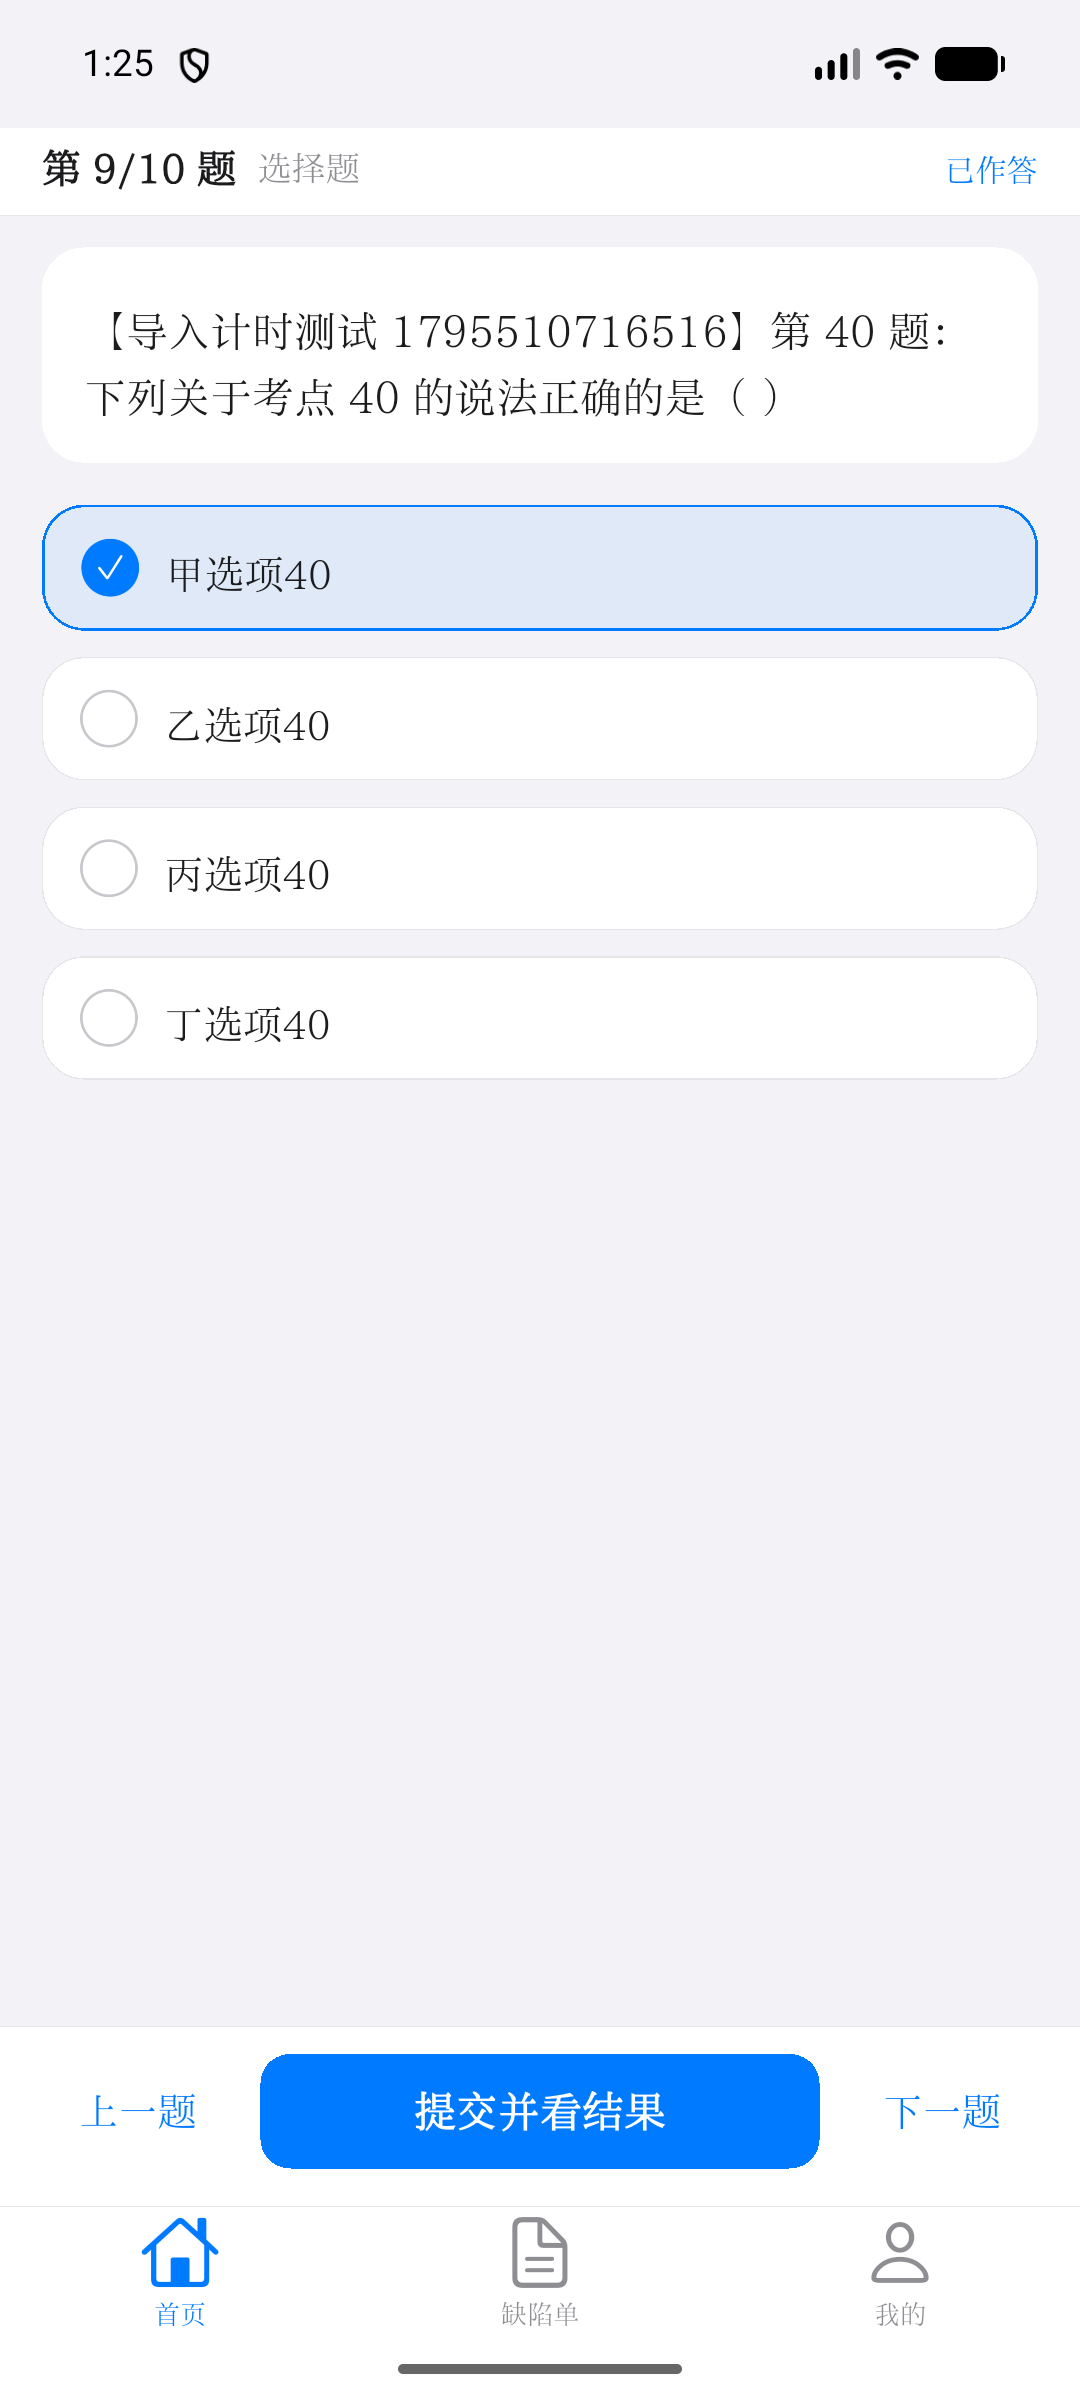 1:25
第 9/10 题 选择题 已作答
【导入计时测试 1795510716516】第 40 题：
下列关于考点 40 的说法正确的是（ ）
甲选项40
乙选项40
丙选项40
丁选项40
上一题 提交并看结果 下一题
首页 缺陷单 我的